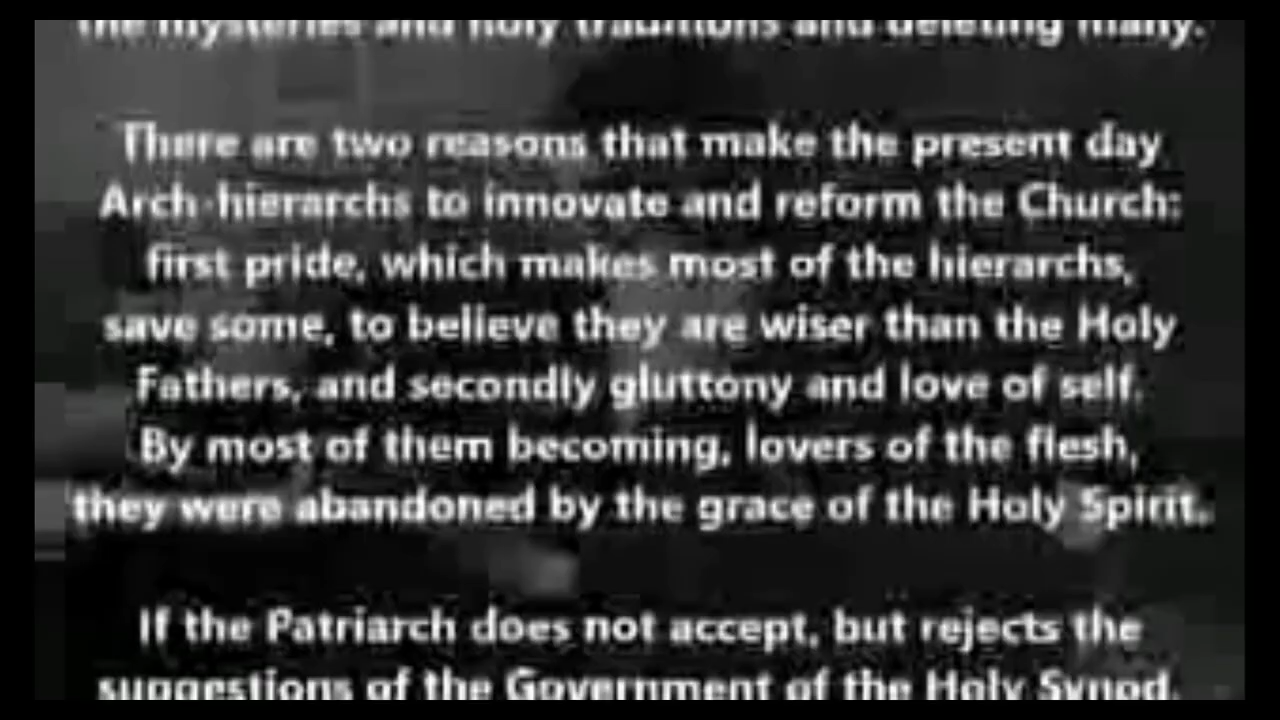 the mysteries and holy traditions and deleting many.
There are two reasons that make the present day
Arch-hierarchs to innovate and reform the Church:
first pride, which makes most of the hierarchs,
save some, to believe they are wiser than the Holy
Fathers, and secondly gluttony and love of self.
By most of them becoming, lovers of the flesh,
they were abandoned by the grace of the Holy Spirit.
If the Patriarch does not accept, but rejects the
suggestions of the Government of the Holy Synod,